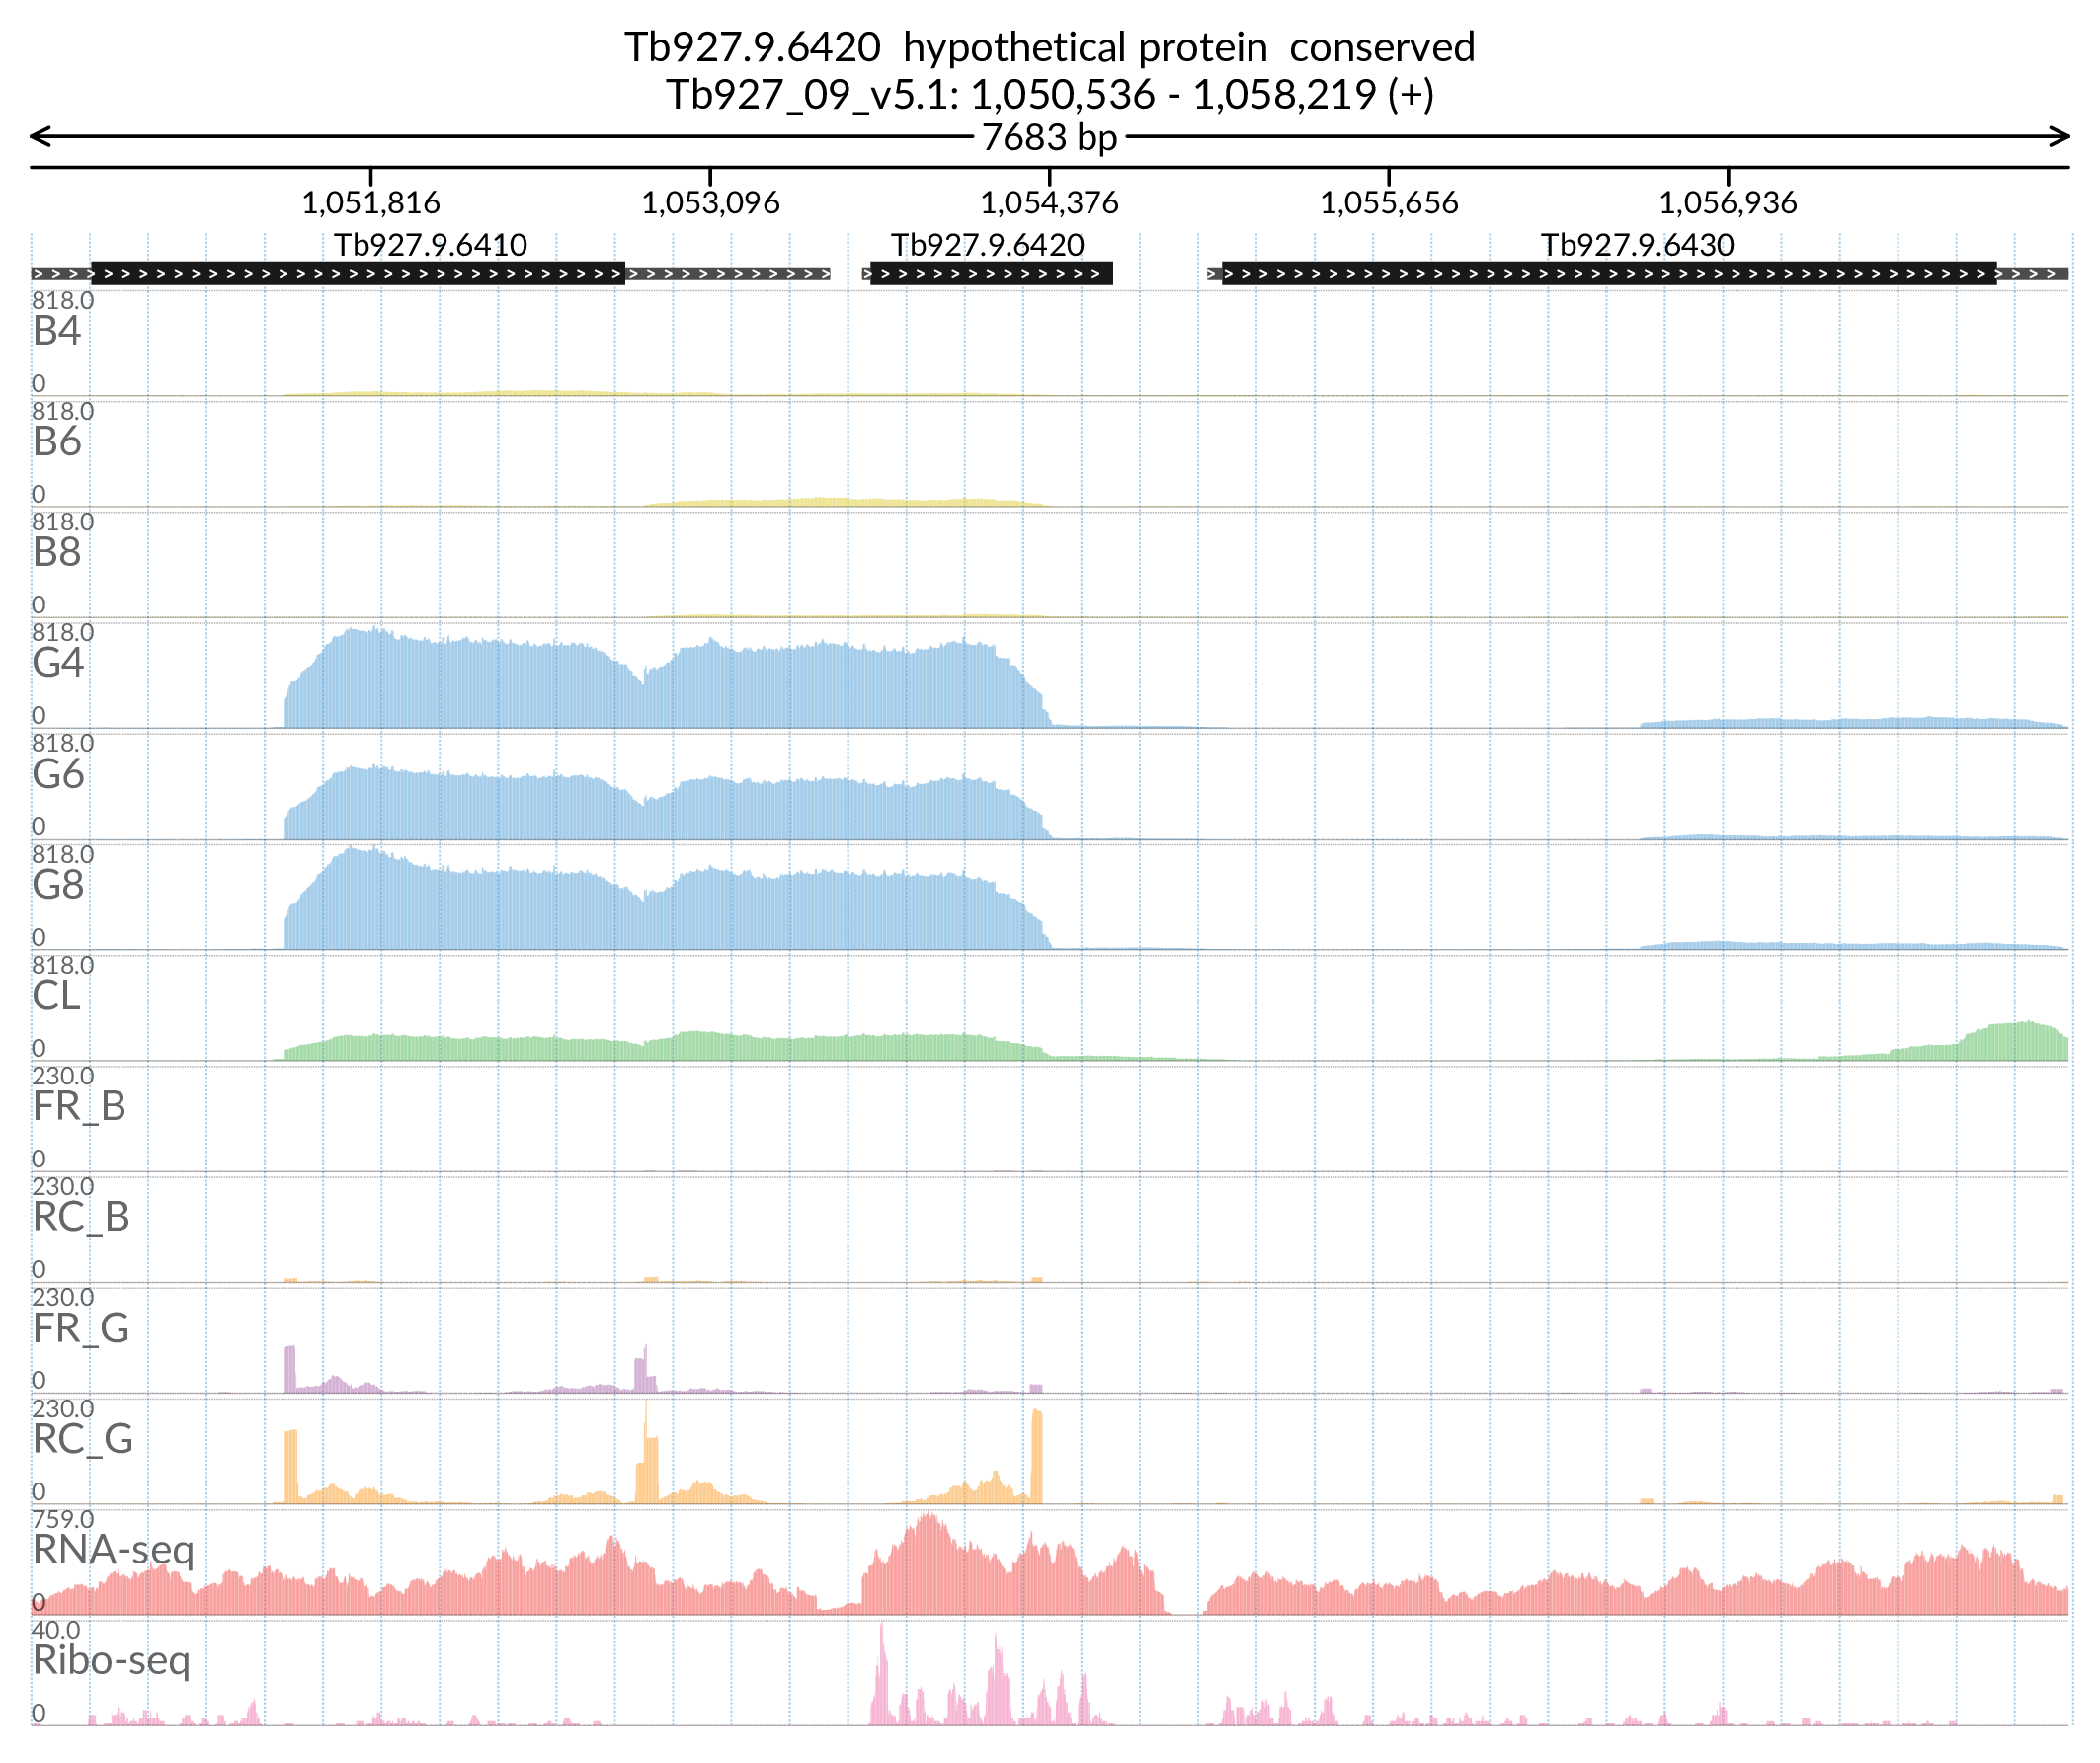 Tb927.9.6420 hypothetical protein conserved
Tb927_09_v5.1: 1,050,536 - 1,058,219 (+)
7683 bp
1,051,816 1,053,096 1,054,376 1,055,656 1,056,936
Tb927.9.6410 Tb927.9.6420 Tb927.9.6430
818.0
B4
0
818.0
B6
0
818.0
B8
0
818.0
G4
0
818.0
G6
0
818.0
G8
0
818.0
CL
0
230.0
FR_B
0
230.0
RC_B
0
230.0
FR_G
0
230.0
RC_G
0
759.0
RNA-seq
0
40.0
Ribo-seq
0